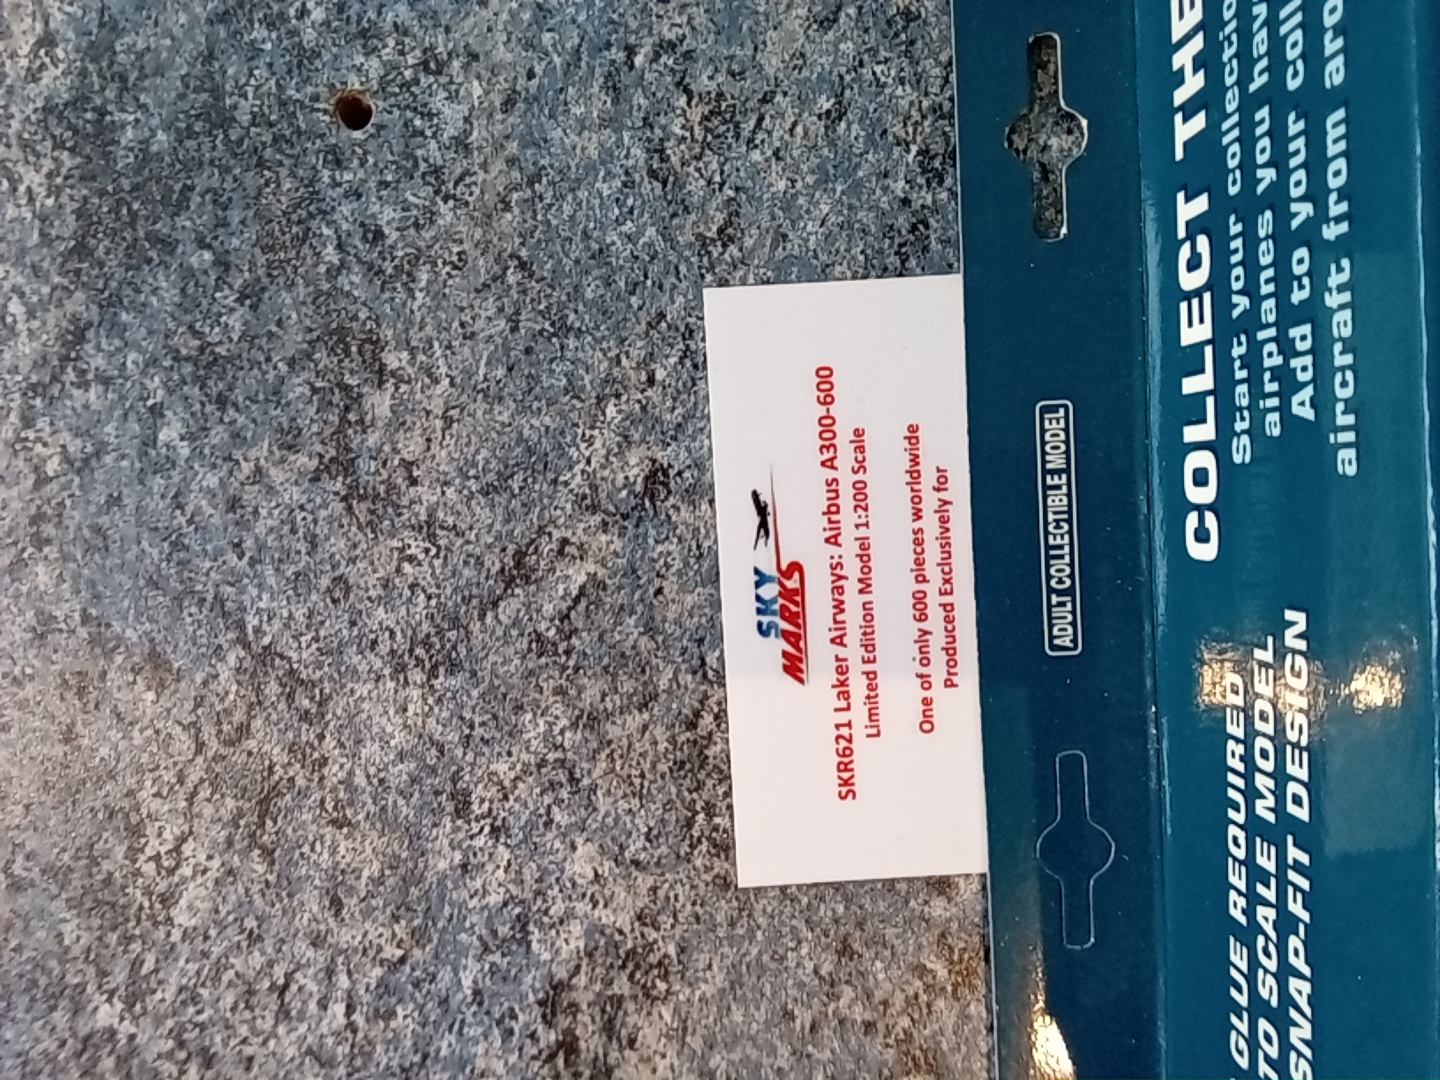 SKY
MARKS
SKR621 Laker Airways: Airbus A300-600
Limited Edition Model 1:200 Scale
One of only 600 pieces worldwide
Produced Exclusively for
ADULT COLLECTIBLE MODEL
COLLECT THE
Start your collectio
airplanes you hav
Add to your coll
aircraft from aro
GLUE REQUIRED
TO SCALE MODEL
SNAP-FIT DESIGN